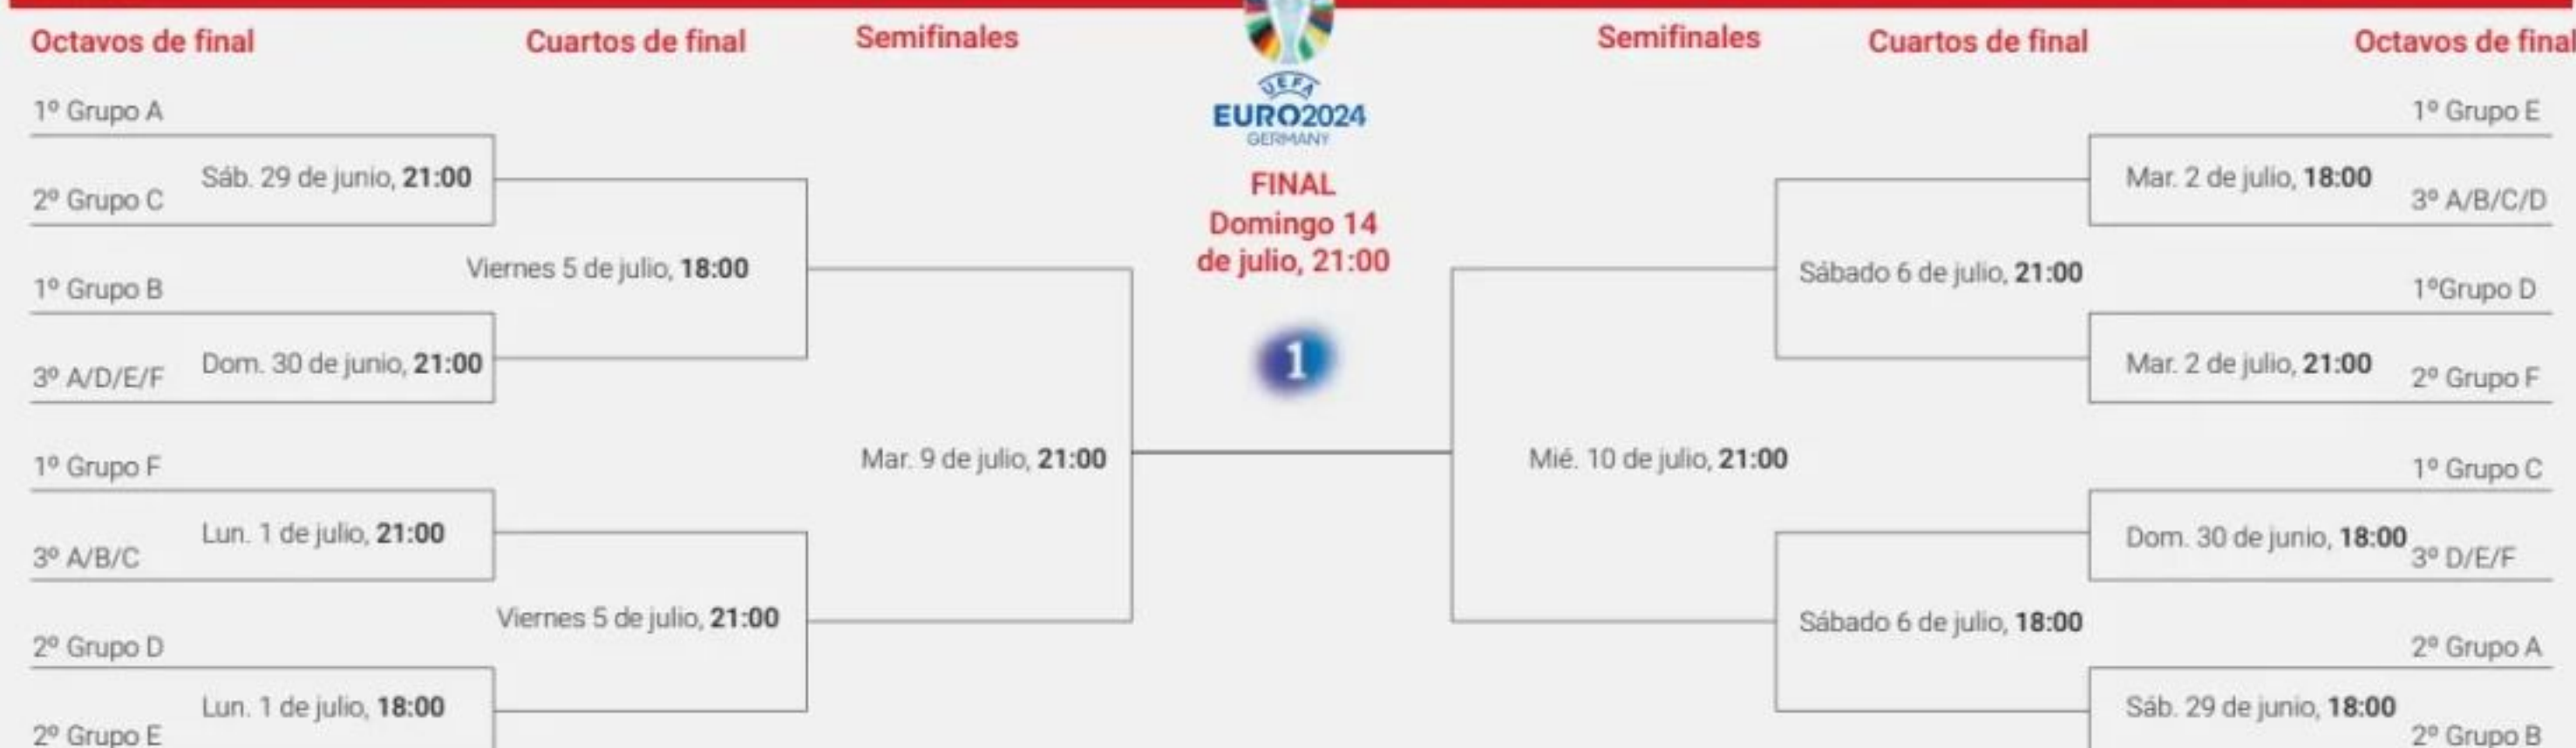 Octavos de final
Cuartos de final
Semifinales
Semifinales
Cuartos de final
Octavos de final
UEFA
EURO2024
GERMANY
FINAL
Domingo 14
de julio, 21:00
1
1º Grupo A
Sáb. 29 de junio, 21:00
2º Grupo C
Viernes 5 de julio, 18:00
1º Grupo B
Dom. 30 de junio, 21:00
3º A/D/E/F
Mar. 9 de julio, 21:00
1º Grupo F
Lun. 1 de julio, 21:00
3º A/B/C
Viernes 5 de julio, 21:00
2º Grupo D
Lun. 1 de julio, 18:00
2º Grupo E
1º Grupo E
Mar. 2 de julio, 18:00
3º A/B/C/D
Sábado 6 de julio, 21:00
1ºGrupo D
Mar. 2 de julio, 21:00
2º Grupo F
Mié. 10 de julio, 21:00
1º Grupo C
Dom. 30 de junio, 18:00
3º D/E/F
Sábado 6 de julio, 18:00
2º Grupo A
Sáb. 29 de junio, 18:00
2º Grupo B